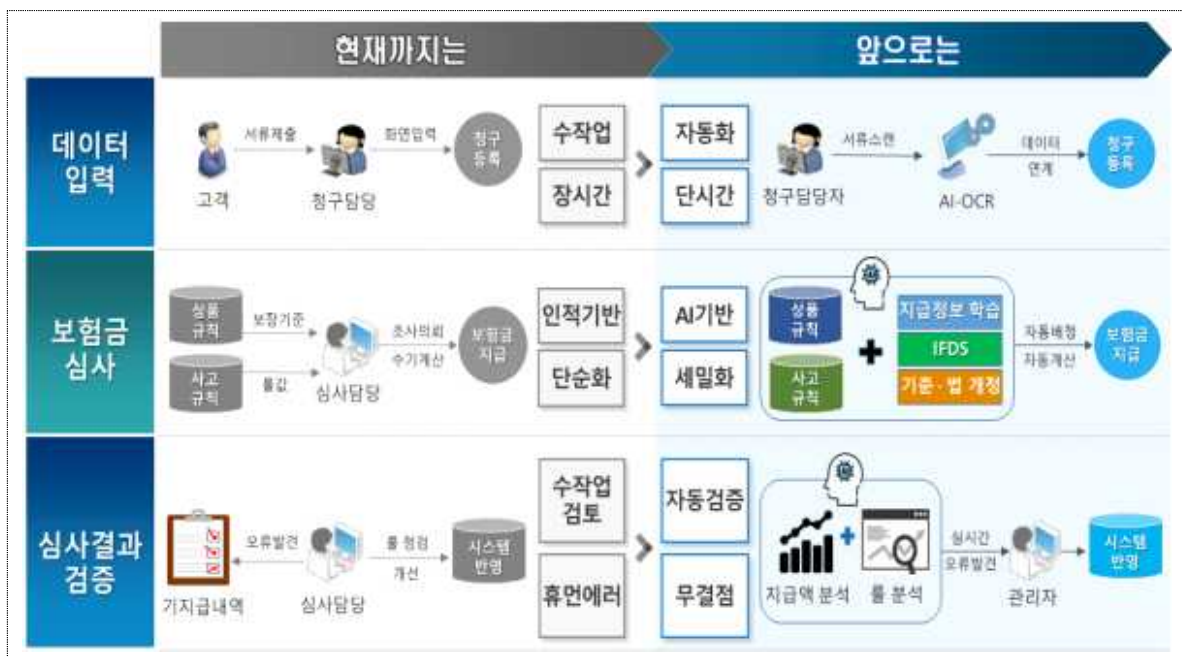 현재까지는
앞으로는
데이터
입력
서류제출
화면입력
고객
청구담당
청구
등록
수작업
장시간
자동화
단시간
서류스캔
청구담당자
AI-OCR
데이터
연계
청구
등록
보험금
심사
상품
규칙
보장기준
사고
규칙
룰값
심사담당
조사의뢰
수기계산
보험금
지급
인적기반
단순화
AI기반
세밀화
상품
규칙
사고
규칙
지급정보 학습
IFDS
기준·법 개정
자동배정
자동계산
보험금
지급
심사결과
검증
기지급내역
오류발견
심사담당
룰 점검
개선
시스템
반영
수작업
검토
휴먼에러
자동검증
무결점
지급액 분석
룰 분석
실시간
오류발견
관리자
시스템
반영